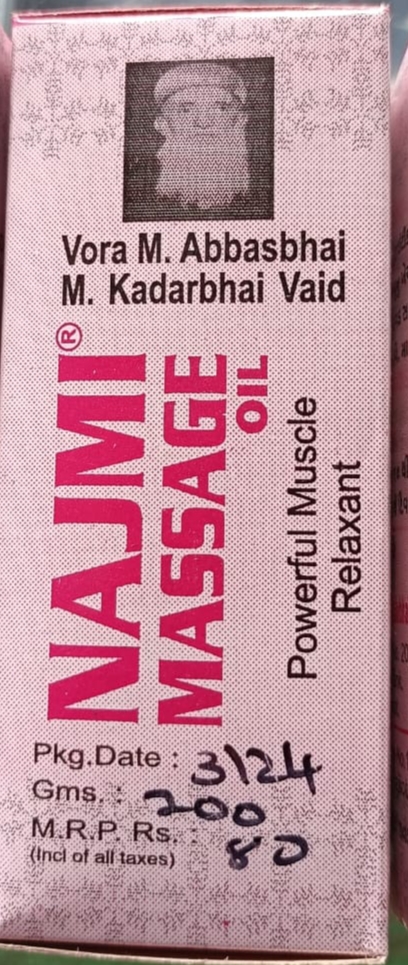 Vora M. Abbasbhai
M. Kadarbhai Vaid
NAJMI®
MASSAGE
OIL
Powerful Muscle
Relaxant
Pkg.Date : 3/24
Gms. : 200
M.R.P. Rs. : 80
(Incl of all taxes)